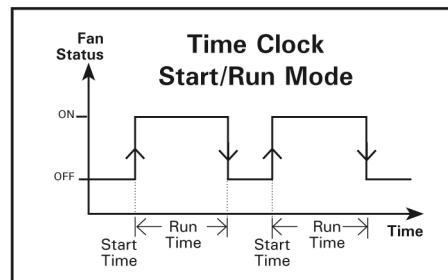 Fan
Status
Time Clock
Start/Run Mode
ON
OFF
Time
Start
Time
Run
Time
Start
Time
Run
Time